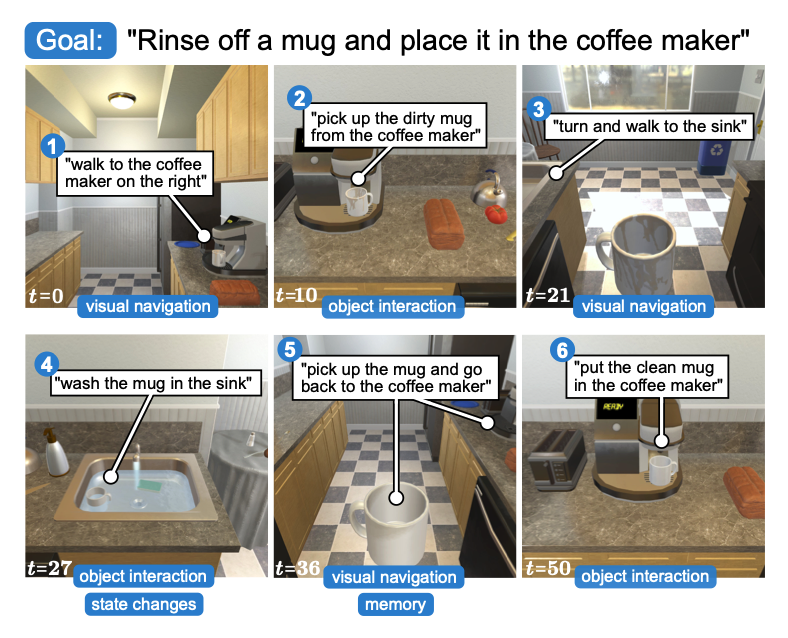 Goal: "Rinse off a mug and place it in the coffee maker"
1
"walk to the coffee
maker on the right"
t=0
visual navigation
2
"pick up the dirty mug
from the coffee maker"
t=10
object interaction
3
"turn and walk to the sink"
t=21
visual navigation
4
"wash the mug in the sink"
t=27
object interaction
state changes
5
"pick up the mug and go
back to the coffee maker"
t=36
visual navigation
memory
6
"put the clean mug
in the coffee maker"
READY
t=50
object interaction